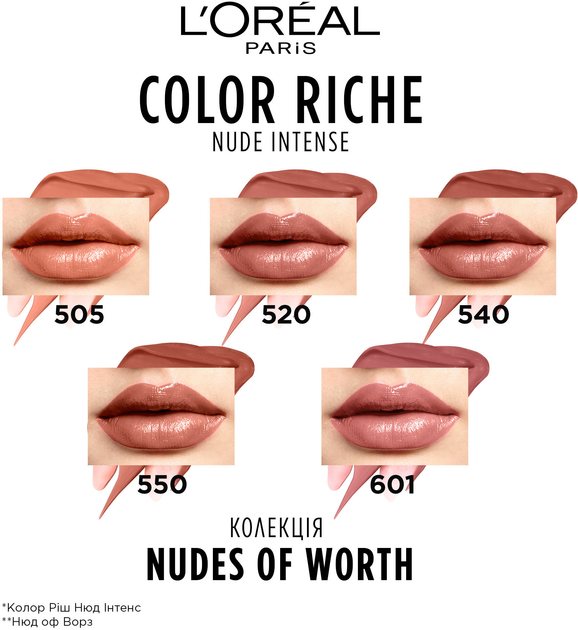 L'ORÉAL
PARiS
COLOR RICHE
NUDE INTENSE
505
520
540
550
601
КОЛЕКЦІЯ
NUDES OF WORTH
*Колор Ріш Нюд Інтенс
**Нюд оф Ворз